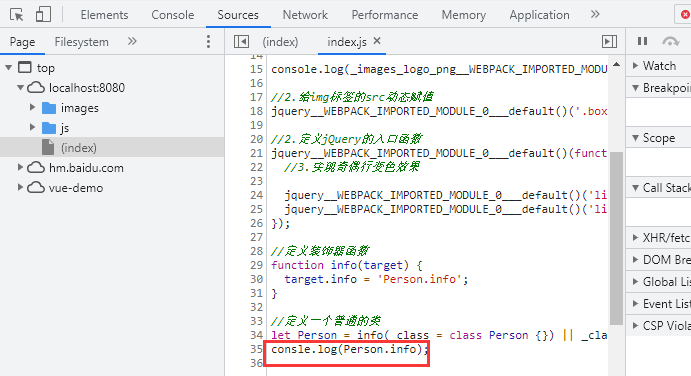 Elements Console Sources Network Performance Memory Application
Page Filesystem » (index) index.js ×
top
localhost:8080
images
js
(index)
hm.baidu.com
vue-demo
14
15 console.log(_images_logo_png__WEBPACK_IMPORTED_MODU
16
17 //2.给img标签的src动态赋值
18 jquery__WEBPACK_IMPORTED_MODULE_0___default()('.box
19
20 //2.定义jQuery的入口函数
21 jquery__WEBPACK_IMPORTED_MODULE_0___default()(funct
22 //3.实现奇偶行变色效果
23
24 jquery__WEBPACK_IMPORTED_MODULE_0___default()('li
25 jquery__WEBPACK_IMPORTED_MODULE_0___default()('li
26 });
27
28 //定义装饰器函数
29 function info(target) {
30 target.info = 'Person.info';
31 }
32
33 //定义一个普通的类
34 let Person = info(_class = class Person {}) || _cla
35 consle.log(Person.info);
36
Watch
Breakpoin
Scope
Call Stack
XHR/fetc
DOM Bre
Global Lis
Event List
CSP Viola